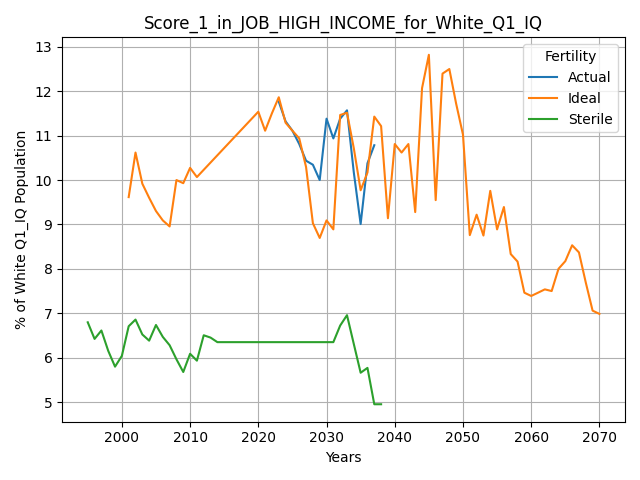 Score_1_in_JOB_HIGH_INCOME_for_White_Q1_IQ
Fertility
Actual
Ideal
Sterile
% of White Q1_IQ Population
13
12
11
10
9
8
7
6
5
2000 2010 2020 2030 2040 2050 2060 2070
Years